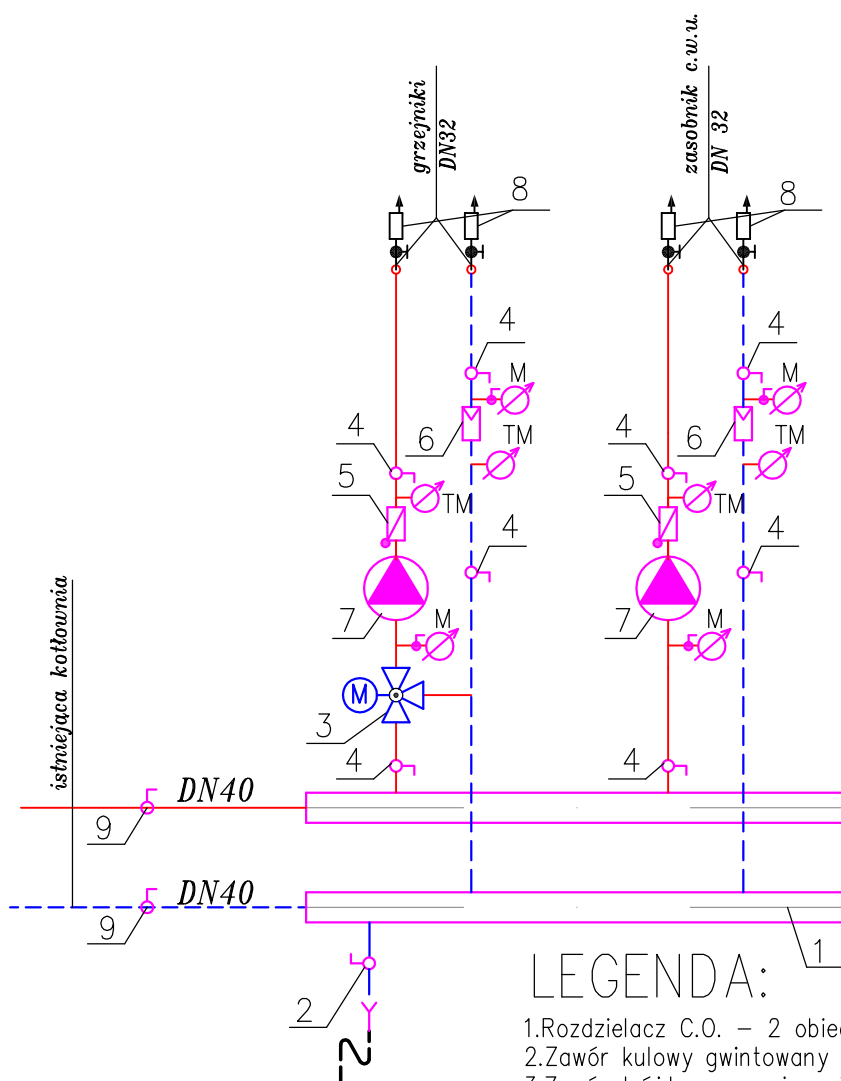 grzejniki
DN32
zasobnik c.w.u.
DN 32
8
8
4
4
M
M
4
6
TM
4
6
TM
5
TM
5
TM
4
4
istniejąca kotłownia
7
M
7
M
M
3
4
4
DN40
9
DN40
9
1
2
LEGENDA:
1.Rozdzielacz C.O. – 2
2.Zawór kulowy gwintowany